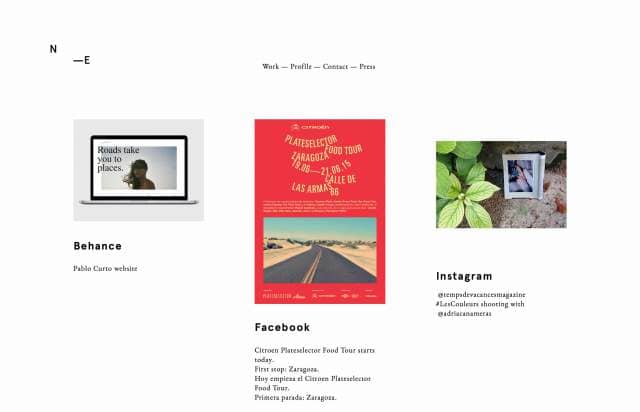 N
—E
Work — Profile — Contact — Press
Roads take
you to
places.
Behance
Pablo Curto website
CITROËN
PLATESELECTOR
FOOD TOUR
ZARAGOZA
19.06—21.06.15
CALLE DE
LAS ARMAS
66
PLATESELECTOR
Facebook
Citroen Plateselector Food Tour starts
today.
First stop: Zaragoza.
Hoy empieza el Citroen Plateselector
Food Tour.
Primera parada: Zaragoza.
Instagram
@tempsdevacancesmagazine
#LesCouleurs shooting with
@adriacanameras